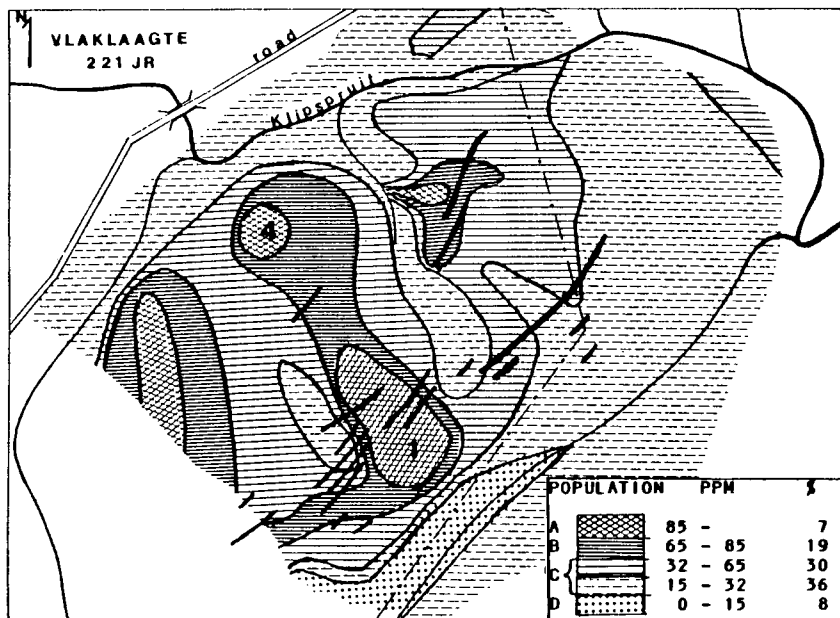 N
VLAKLAAGTE
221 JR
road
Klipspruit
4
1
POPULATION PPM %
A 85 - 7
B 65 - 85 19
C { 32 - 65 30
15 - 32 36
D 0 - 15 8